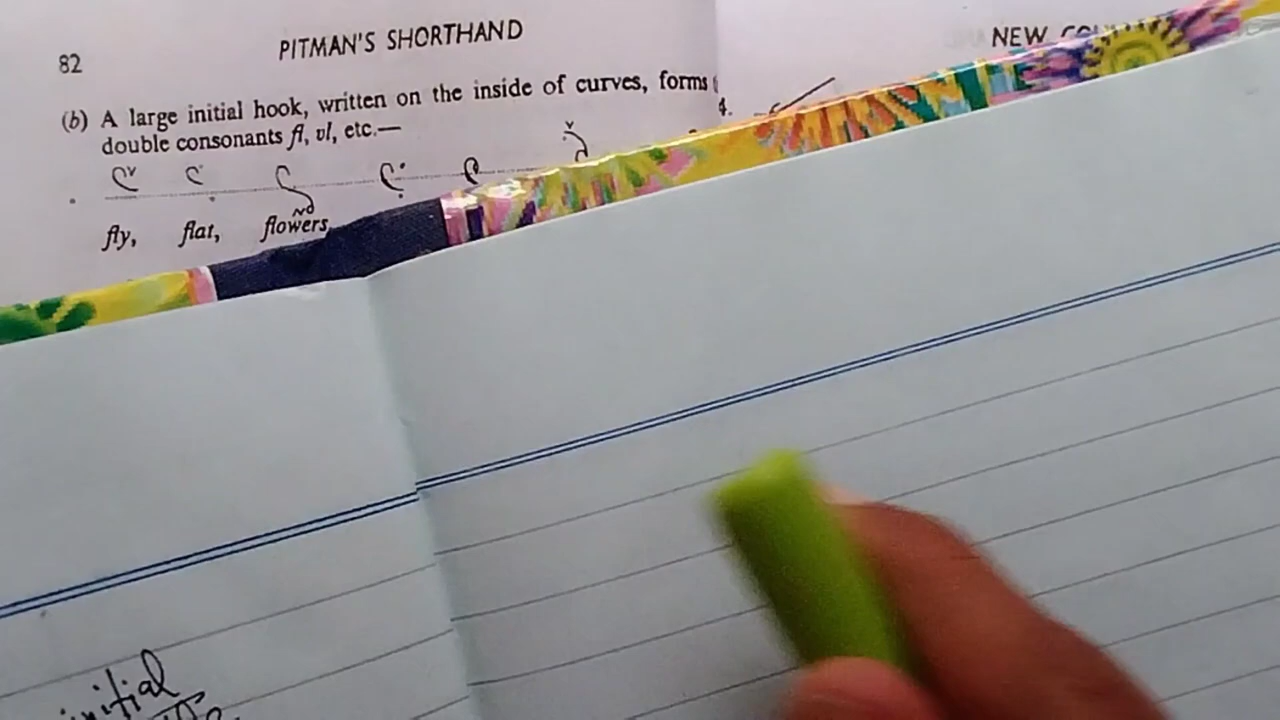 82
PITMAN'S SHORTHAND
(b) A large initial hook, written on the inside of curves, forms
double consonants fl, vl, etc.—
fly, flat, flowers
NEW
4.
initial